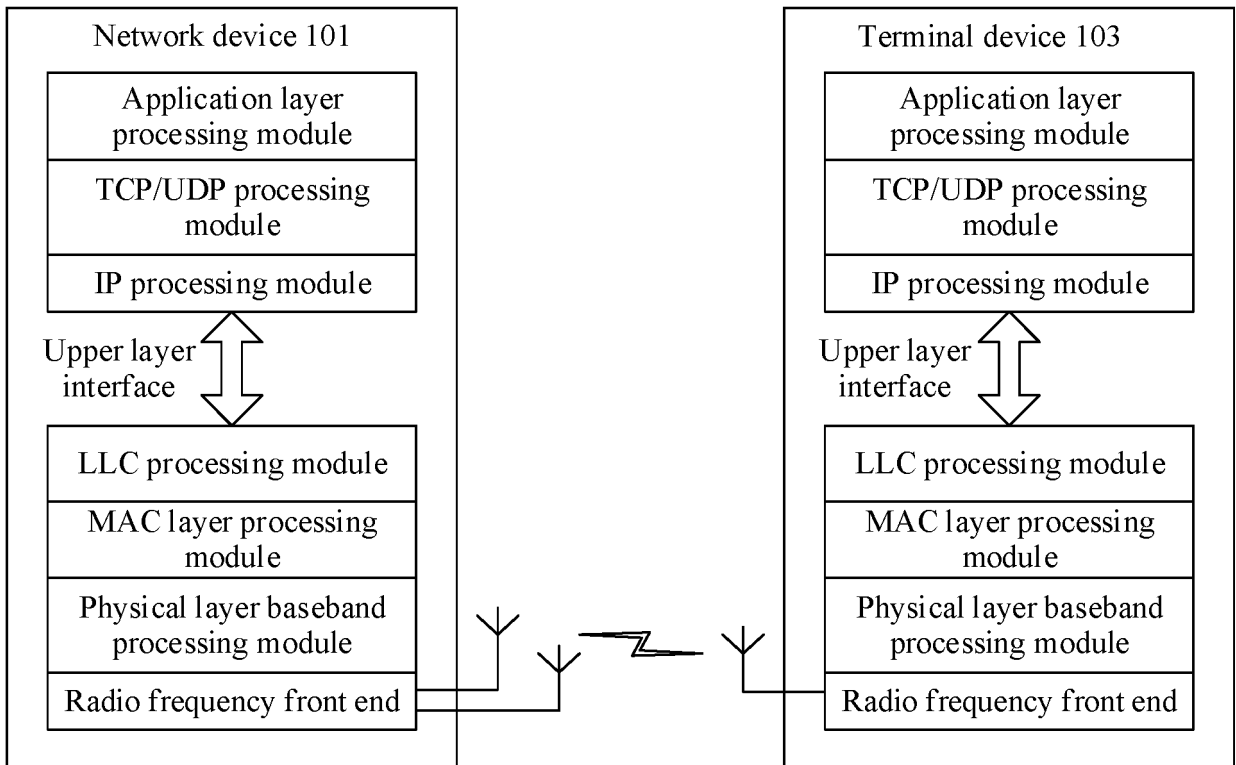 Network device 101
Application layer
processing module
TCP/UDP processing
module
IP processing module
Upper layer
interface
LLC processing module
MAC layer processing
module
Physical layer baseband
processing module
Radio frequency front end
Terminal device 103
Application layer
processing module
TCP/UDP processing
module
IP processing module
Upper layer
interface
LLC processing module
MAC layer processing
module
Physical layer baseband
processing module
Radio frequency front end